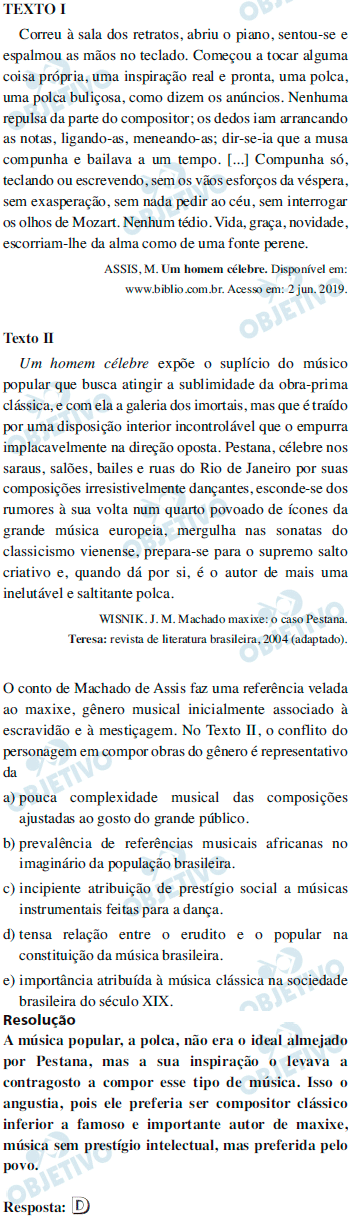 TEXTO I
Correu à sala dos retratos, abriu o piano, sentou-se e
espalmou as mãos no teclado. Começou a tocar alguma
coisa própria, uma inspiração real e pronta, uma polca,
uma polca buliçosa, como dizem os anúncios. Nenhuma
repulsa da parte do compositor; os dedos iam arrancando
as notas, ligando-as, meneando-as; dir-se-ia que a musa
compunha e bailava a um tempo. [...] Compunha só,
teclando ou escrevendo, sem os vãos esforços da véspera,
sem exasperação, sem nada pedir ao céu, sem interrogar
os olhos de Mozart. Nenhum tédio. Vida, graça, novidade,
escorriam-lhe da alma como de uma fonte perene.
ASSIS, M. Um homem célebre. Disponível em:
www.biblio.com.br. Acesso em: 2 jun. 2019.
Texto II
Um homem célebre expõe o suplício do músico
popular que busca atingir a sublimidade da obra-prima
clássica, e com ela a galeria dos imortais, mas que é traído
por uma disposição interior incontrolável que o empurra
implacavelmente na direção oposta. Pestana, célebre nos
saraus, salões, bailes e ruas do Rio de Janeiro por suas
composições irresistivelmente dançantes, esconde-se dos
rumores à sua volta num quarto povoado de ícones da
grande música europeia, mergulha nas sonatas do
classicismo vienense, prepara-se para o supremo salto
criativo e, quando dá por si, é o autor de mais uma
inelutável e saltitante polca.
WISNIK. J. M. Machado maxixe: o caso Pestana.
Teresa: revista de literatura brasileira, 2004 (adaptado).
O conto de Machado de Assis faz uma referência velada
ao maxixe, gênero musical inicialmente associado à
escravidão e à mestiçagem. No Texto II, o conflito do
personagem em compor obras do gênero é representativo
da
a) pouca complexidade musical das composições
ajustadas ao gosto do grande público.
b) prevalência de referências musicais africanas no
imaginário da população brasileira.
c) incipiente atribuição de prestígio social a músicas
instrumentais feitas para a dança.
d) tensa relação entre o erudito e o popular na
constituição da música brasileira.
e) importância atribuída à música clássica na sociedade
brasileira do século XIX.
Resolução
A música popular, a polca, não era o ideal almejado
por Pestana, mas a sua inspiração o levava a
contragosto a compor esse tipo de música. Isso o
angustia, pois ele preferia ser compositor clássico
inferior a famoso e importante autor de maxixe,
música sem prestígio intelectual, mas preferida pelo
povo.
Resposta: D